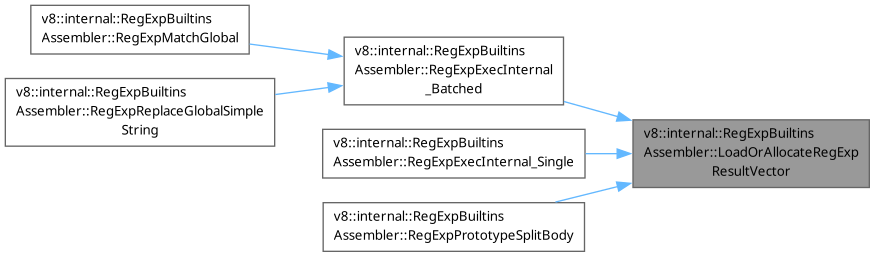 v8::internal::RegExpBuiltins
Assembler::RegExpMatchGlobal
v8::internal::RegExpBuiltins
Assembler::RegExpReplaceGlobalSimple
String
v8::internal::RegExpBuiltins
Assembler::RegExpExecInternal
_Batched
v8::internal::RegExpBuiltins
Assembler::RegExpExecInternal_Single
v8::internal::RegExpBuiltins
Assembler::RegExpPrototypeSplitBody
v8::internal::RegExpBuiltins
Assembler::LoadOrAllocateRegExp
ResultVector